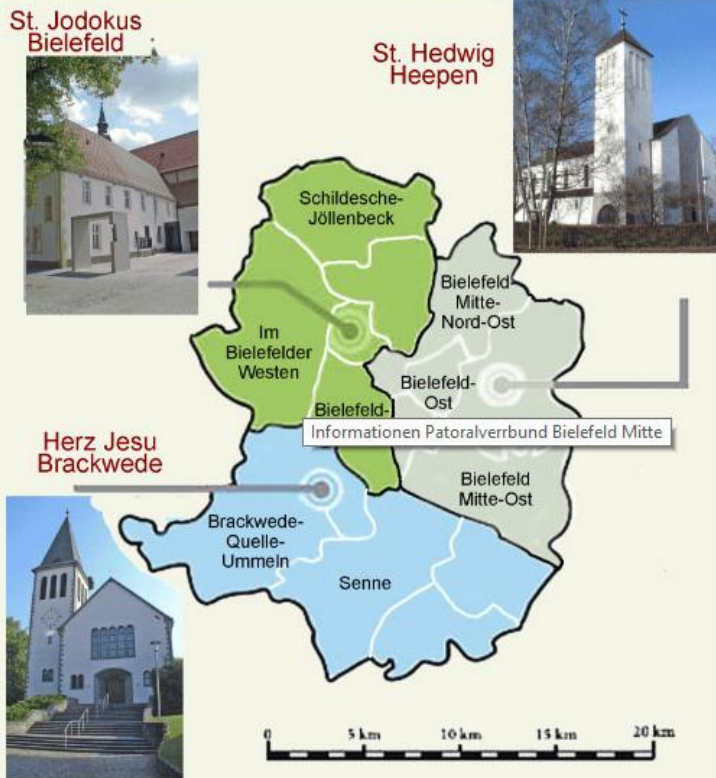 St. Jodokus
Bielefeld
St. Hedwig
Heepen
Schildesche-
Jöllenbeck
Bielefeld-
Mitte-
Nord-Ost
Im
Bielefelder
Westen
Bielefeld-
Ost
Bielefeld-
Informationen Patoralverbund Bielefeld Mitte
Herz Jesu
Brackwede
Bielefeld
Mitte-Ost
Brackwede-
Quelle-
Ummeln
Senne
0 5 km 10 km 15 km 20 km